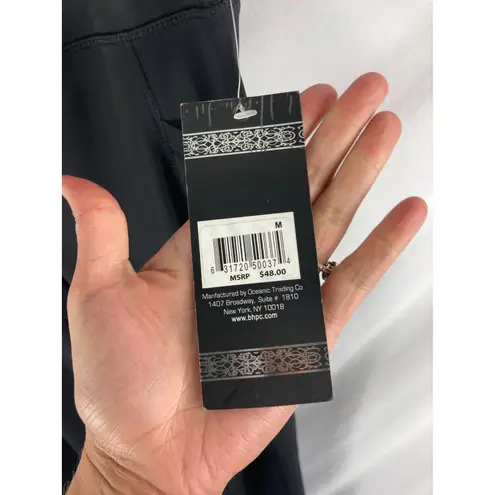 M
6 31720 50037 4
MSRP $48.00
Manfactured by Oceanic Trading Co
1407 Broadway, Suite # 1810
New York, NY 10018
www.bhpc.com